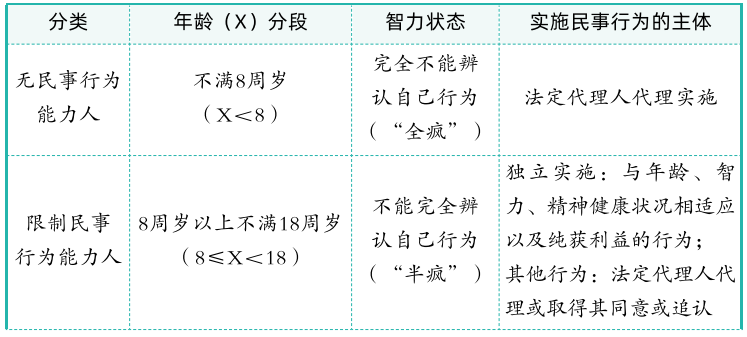 分类
年龄（X）分段
智力状态
实施民事行为的主体
无民事行为
能力人
不满8周岁
（X＜8）
完全不能辨
认自己行为
（“全疯”）
法定代理人代理实施
限制民事
行为能力人
8周岁以上不满18周岁
（8≤X＜18）
不能完全辨
认自己行为
（“半疯”）
独立实施：与年龄、智
力、精神健康状况相适应
以及纯获利益的行为；
其他行为：法定代理人代
理或取得其同意或追认